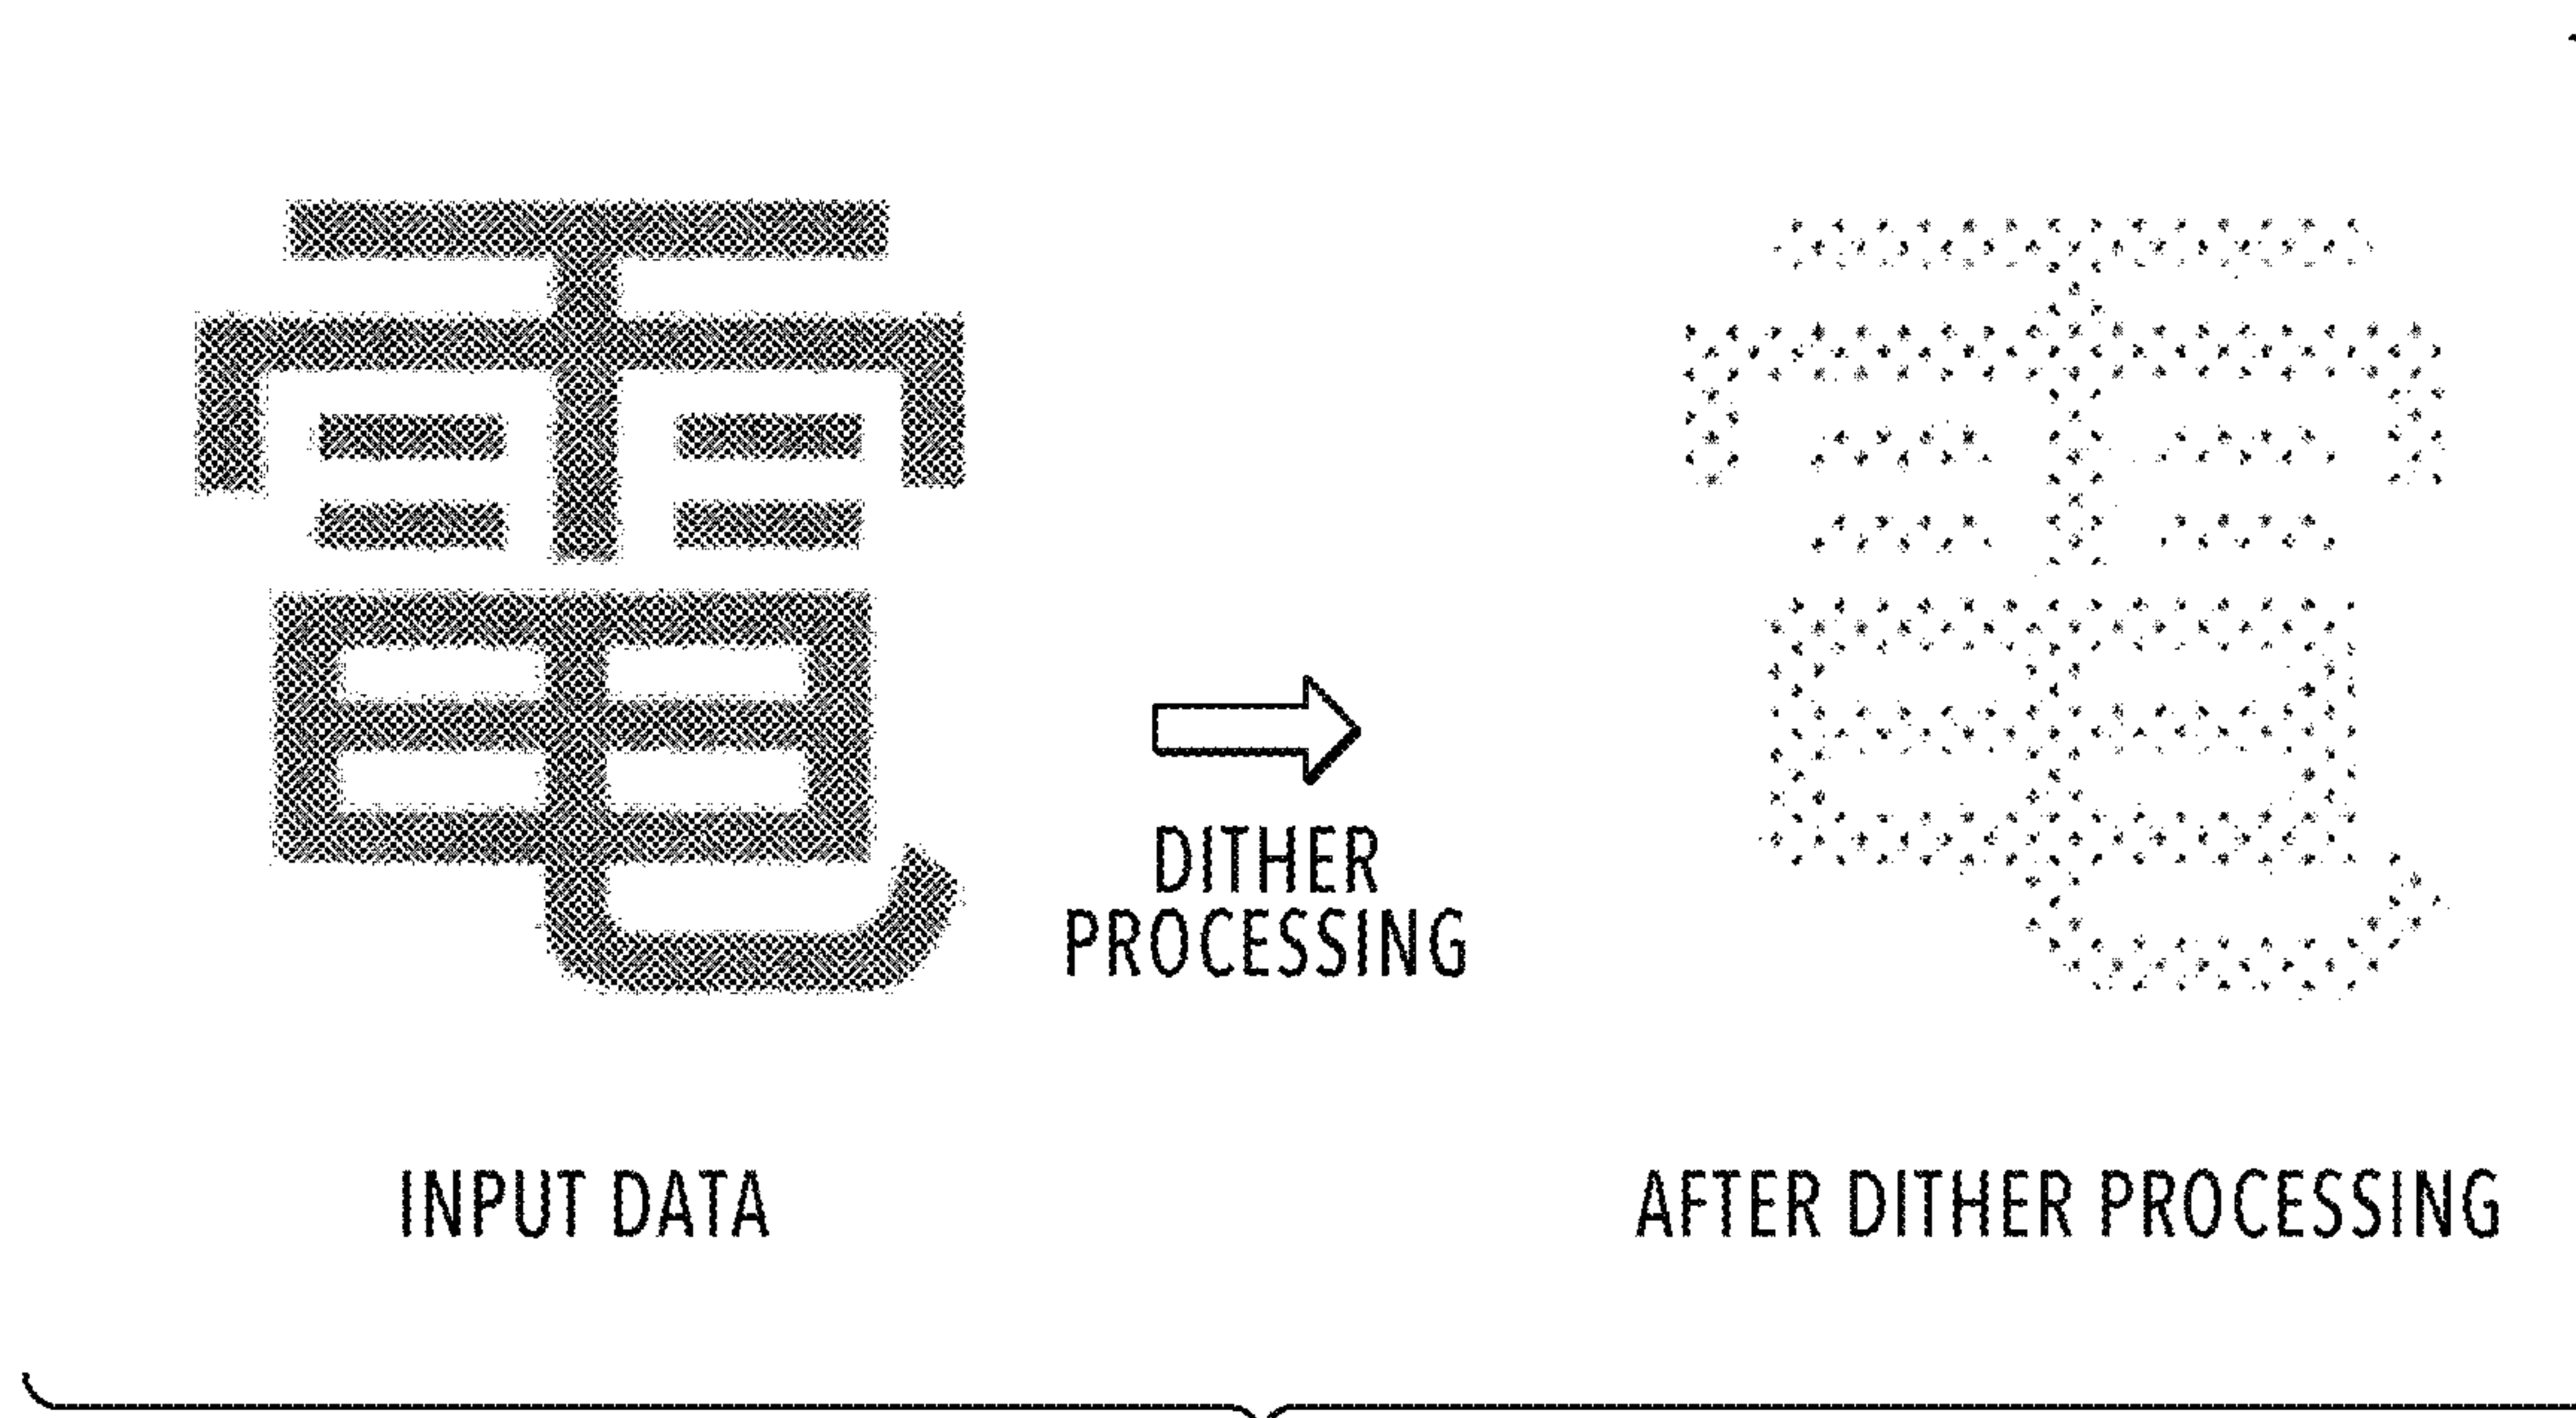 電 電
DITHER
PROCESSING
INPUT DATA
AFTER DITHER PROCESSING